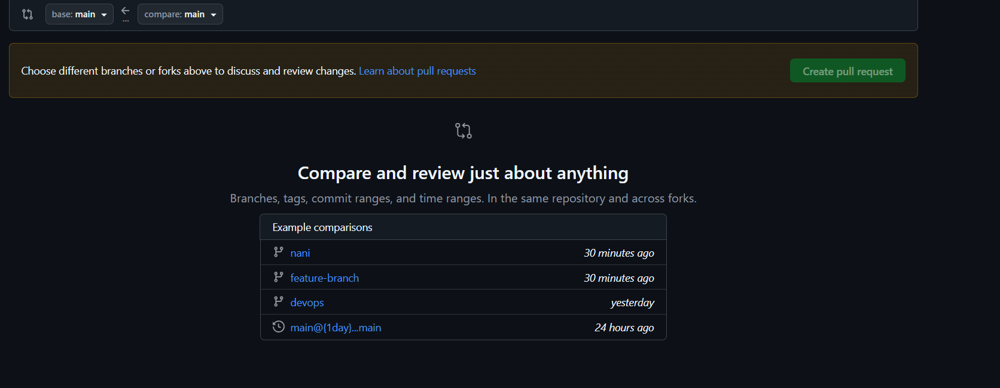 base: main ... compare: main
Choose different branches or forks above to discuss and review changes. Learn about pull requests Create pull request
Compare and review just about anything
Branches, tags, commit ranges, and time ranges. In the same repository and across forks.
Example comparisons
nani 30 minutes ago
feature-branch 30 minutes ago
devops yesterday
main@{1day}...main 24 hours ago